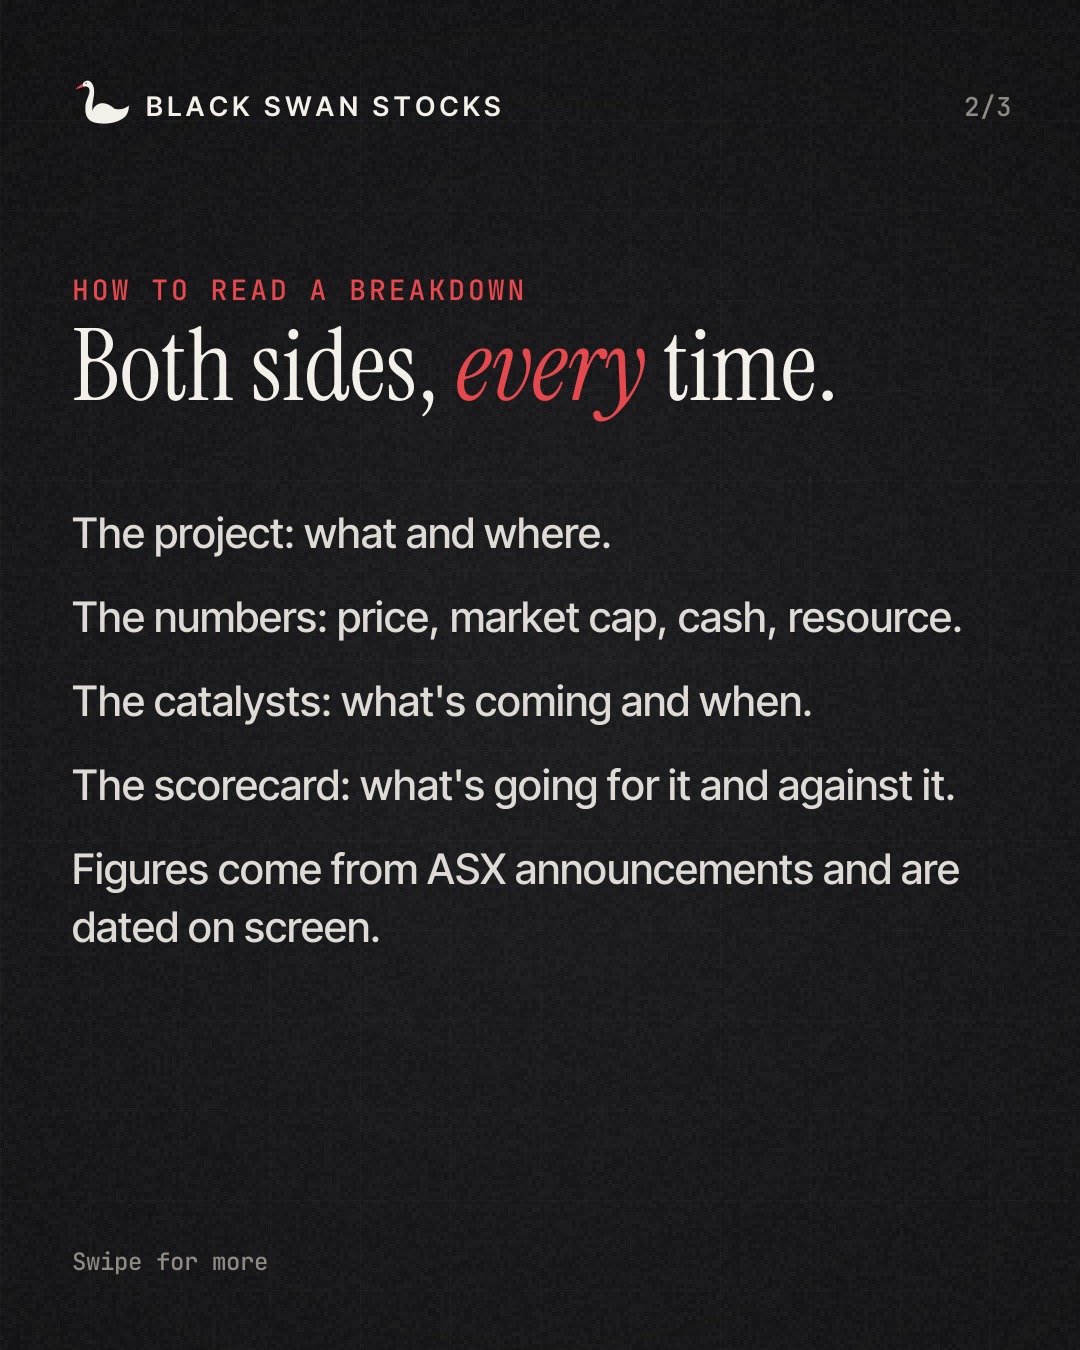 BLACK SWAN STOCKS
2/3
HOW TO READ A BREAKDOWN
Both sides, every time.
The project: what and where.
The numbers: price, market cap, cash, resource.
The catalysts: what's coming and when.
The scorecard: what's going for it and against it.
Figures come from ASX announcements and are
dated on screen.
Swipe for more